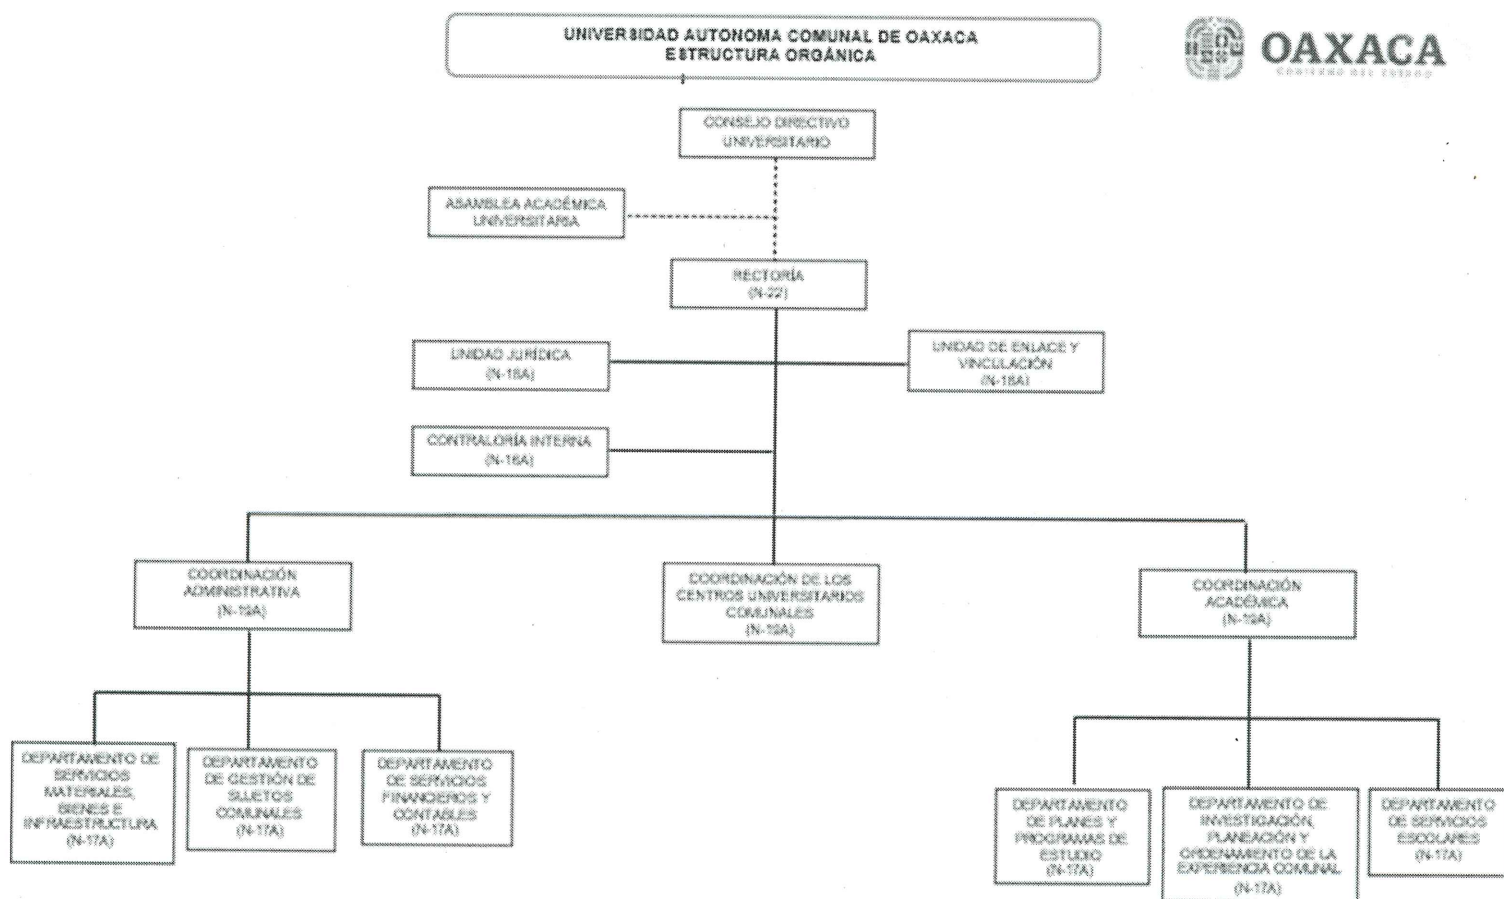 UNIVERSIDAD AUTONOMA COMUNAL DE OAXACA
ESTRUCTURA ORGÁNICA
OAXACA
GOBIERNO DEL ESTADO
CONSEJO DIRECTIVO
UNIVERSITARIO
ASAMBLEA ACADÉMICA
UNIVERSITARIA
RECTORÍA
(N-22)
UNIDAD JURÍDICA
(N-18A)
UNIDAD DE ENLACE Y
VINCULACIÓN
(N-18A)
CONTRALORÍA INTERNA
(N-16A)
COORDINACIÓN
ADMINISTRATIVA
(N-19A)
COORDINACIÓN DE LOS
CENTROS UNIVERSITARIOS
COMUNALES
(N-19A)
COORDINACIÓN
ACADÉMICA
(N-19A)
DEPARTAMENTO DE
SERVICIOS
MATERIALES,
BIENES E
INFRAESTRUCTURA
(N-17A)
DEPARTAMENTO
DE GESTIÓN DE
SUJETOS
COMUNALES
(N-17A)
DEPARTAMENTO
DE SERVICIOS
FINANCIEROS Y
CONTABLES
(N-17A)
DEPARTAMENTO
DE PLANES Y
PROGRAMAS DE
ESTUDIO
(N-17A)
DEPARTAMENTO DE
INVESTIGACIÓN,
PLANEACIÓN Y
ORDENAMIENTO DE LA
EXPERIENCIA COMUNAL
(N-17A)
DEPARTAMENTO
DE SERVICIOS
ESCOLARES
(N-17A)